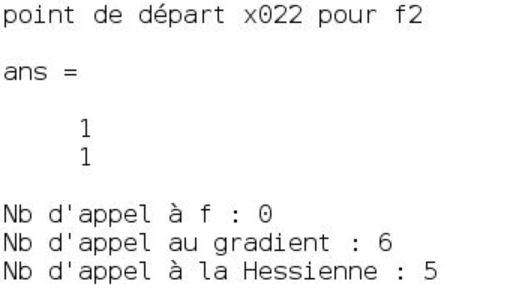 point de départ x022 pour f2
ans =
1
1
Nb d'appel à f : 0
Nb d'appel au gradient : 6
Nb d'appel à la Hessienne : 5